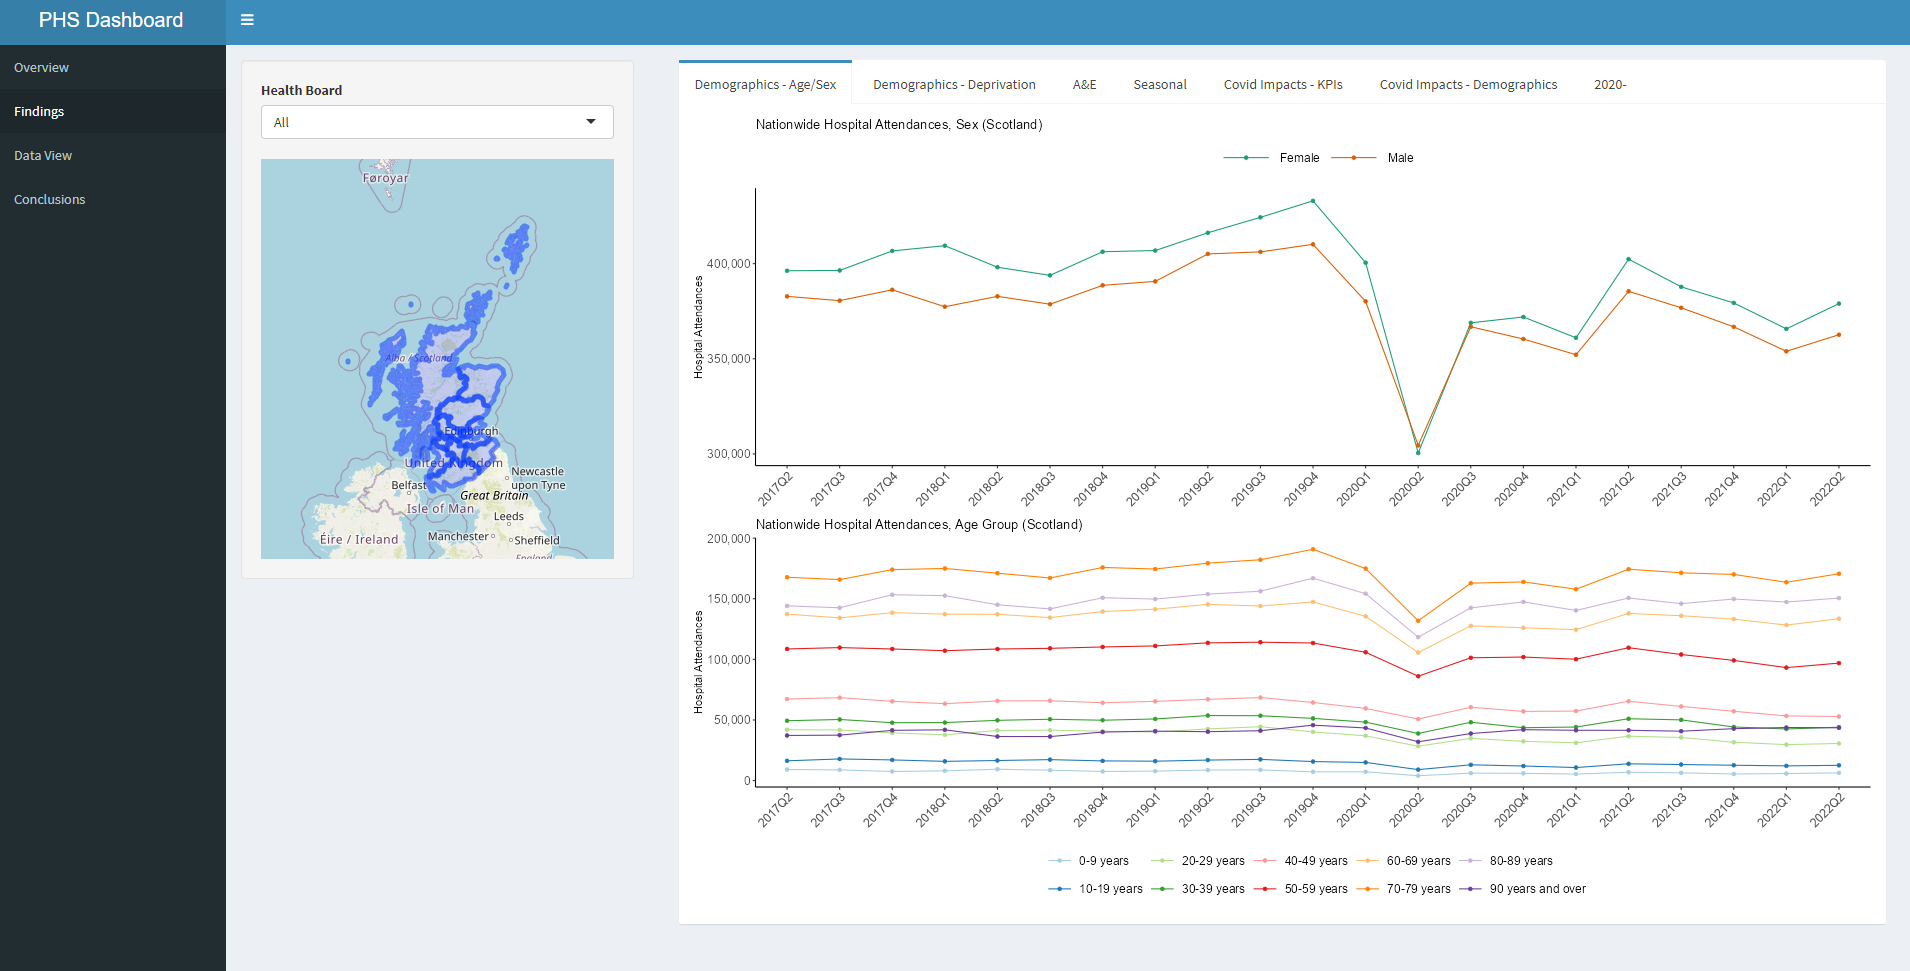 PHS Dashboard
Overview
Findings
Data View
Conclusions
Health Board
All
Føroyar
Alba / Scotland
Edinburgh
United Kingdom
Newcastle
upon Tyne
Belfast
Great Britain
Isle of Man
Leeds
Manchester
Sheffield
Éire / Ireland
England
Demographics - Age/Sex
Demographics - Deprivation
A&E
Seasonal
Covid Impacts - KPIs
Covid Impacts - Demographics
2020-
Nationwide Hospital Attendances, Sex (Scotland)
Female
Male
Hospital Attendances
400,000
350,000
300,000
2017Q2
2017Q3
2017Q4
2018Q1
2018Q2
2018Q3
2018Q4
2019Q1
2019Q2
2019Q3
2019Q4
2020Q1
2020Q2
2020Q3
2020Q4
2021Q1
2021Q2
2021Q3
2021Q4
2022Q1
2022Q2
Nationwide Hospital Attendances, Age Group (Scotland)
Hospital Attendances
200,000
150,000
100,000
50,000
0
2017Q2
2017Q3
2017Q4
2018Q1
2018Q2
2018Q3
2018Q4
2019Q1
2019Q2
2019Q3
2019Q4
2020Q1
2020Q2
2020Q3
2020Q4
2021Q1
2021Q2
2021Q3
2021Q4
2022Q1
2022Q2
0-9 years
20-29 years
40-49 years
60-69 years
80-89 years
10-19 years
30-39 years
50-59 years
70-79 years
90 years and over